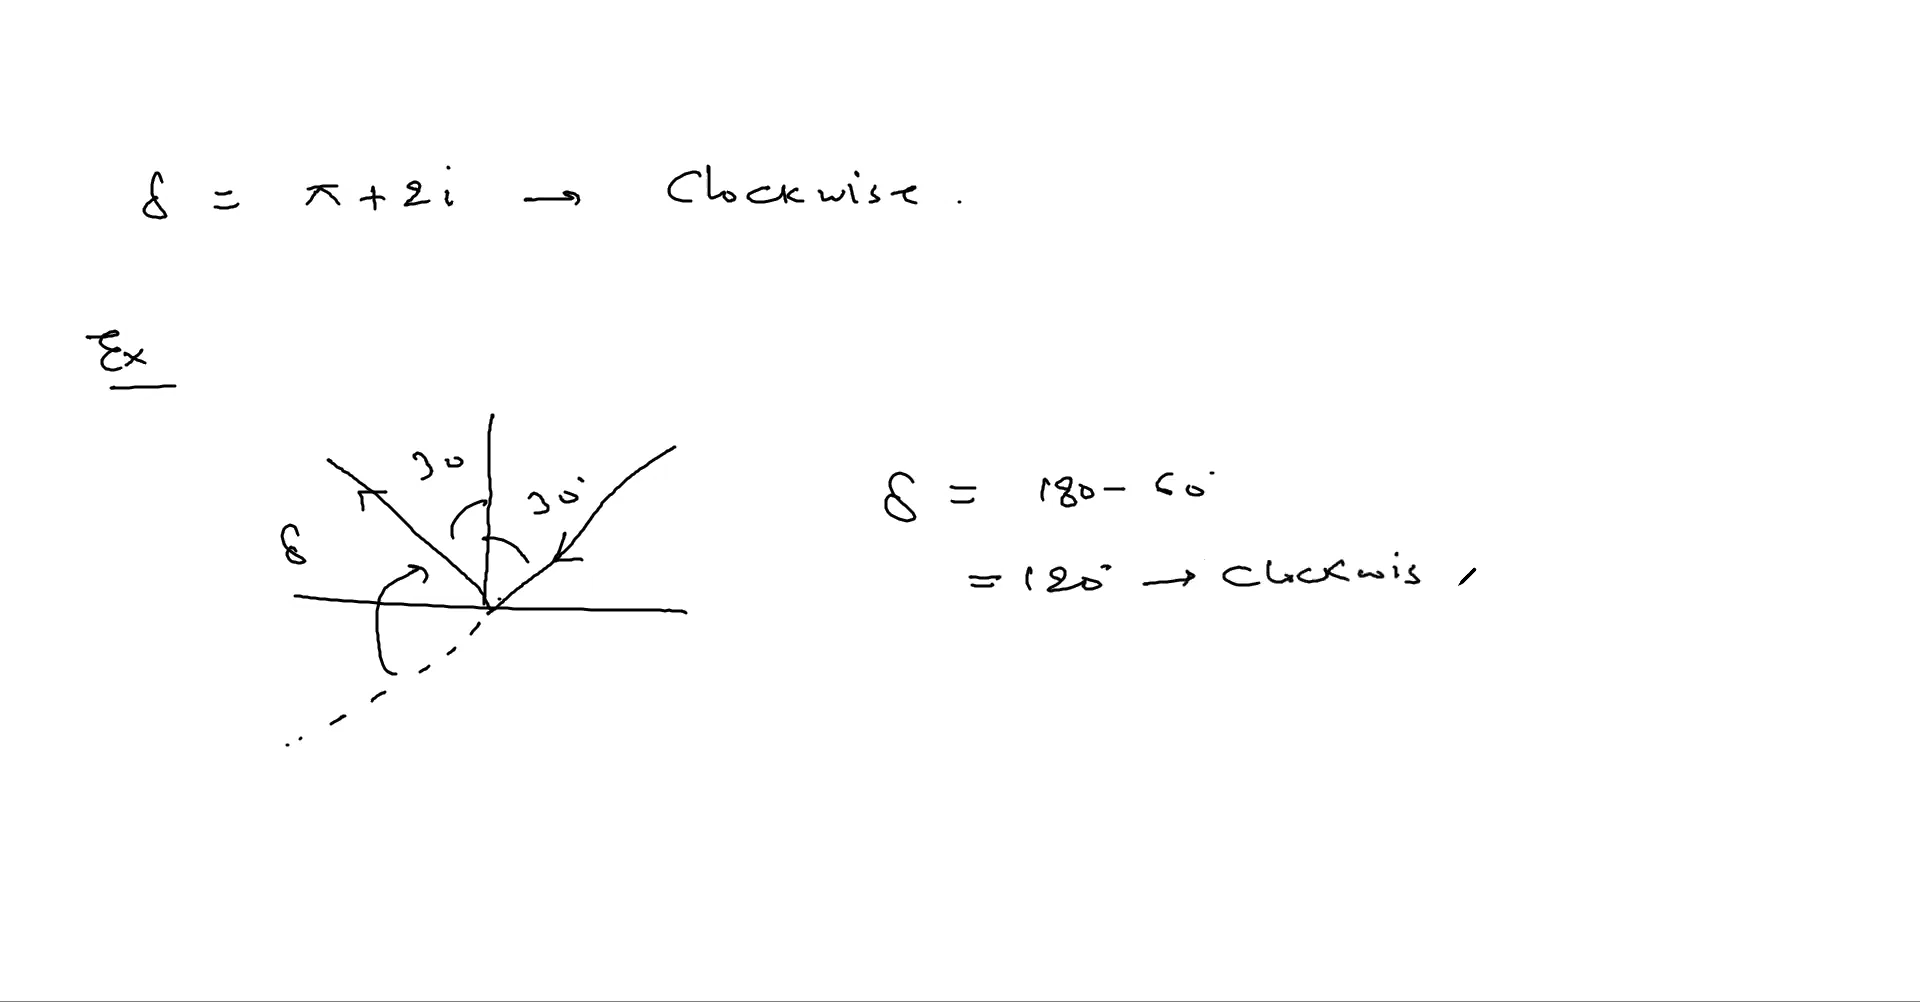 δ = π + 2i → Clockwise.
Ex
30
30°
δ
δ = 180 - 60°
= 120° → Clockwis